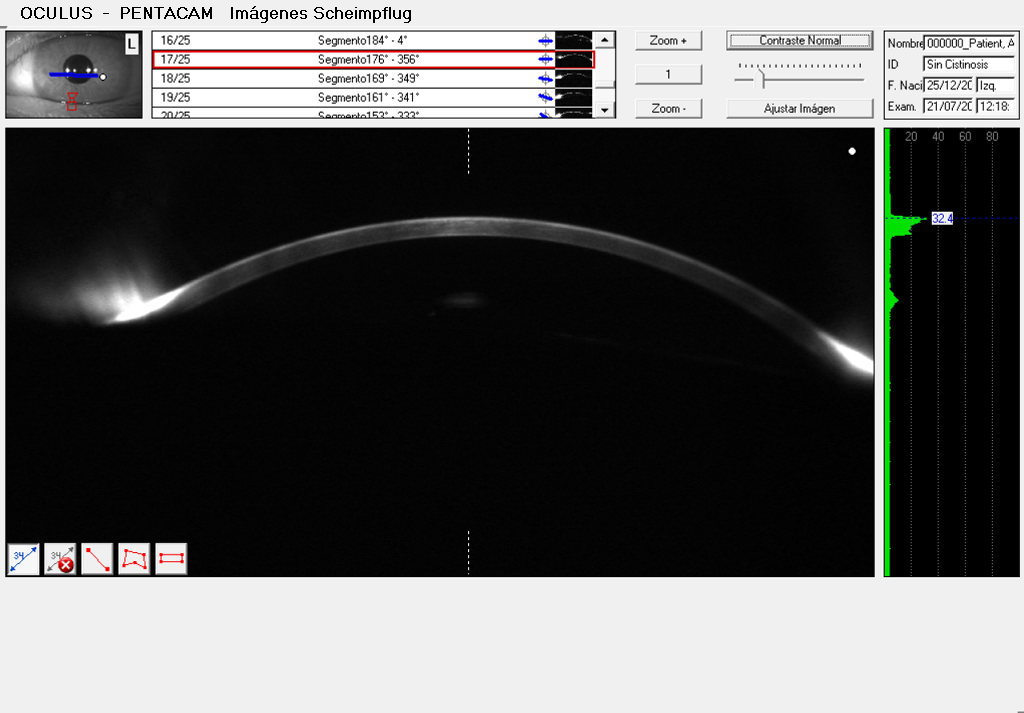 OCULUS - PENTACAM Imágenes Scheimpflug
L
16/25 Segmento184° - 4°
17/25 Segmento176° - 356°
18/25 Segmento169° - 349°
19/25 Segmento161° - 341°
20/25 Segmento153° - 333°
Zoom +
1
Zoom -
Contraste Normal
Ajustar Imágen
Nombre 000000_Patient, A
ID Sin Cistinosis
F. Naci 25/12/20 Izq.
Exam. 21/07/20 12:18:
20 40 60 80
32.4
34
34